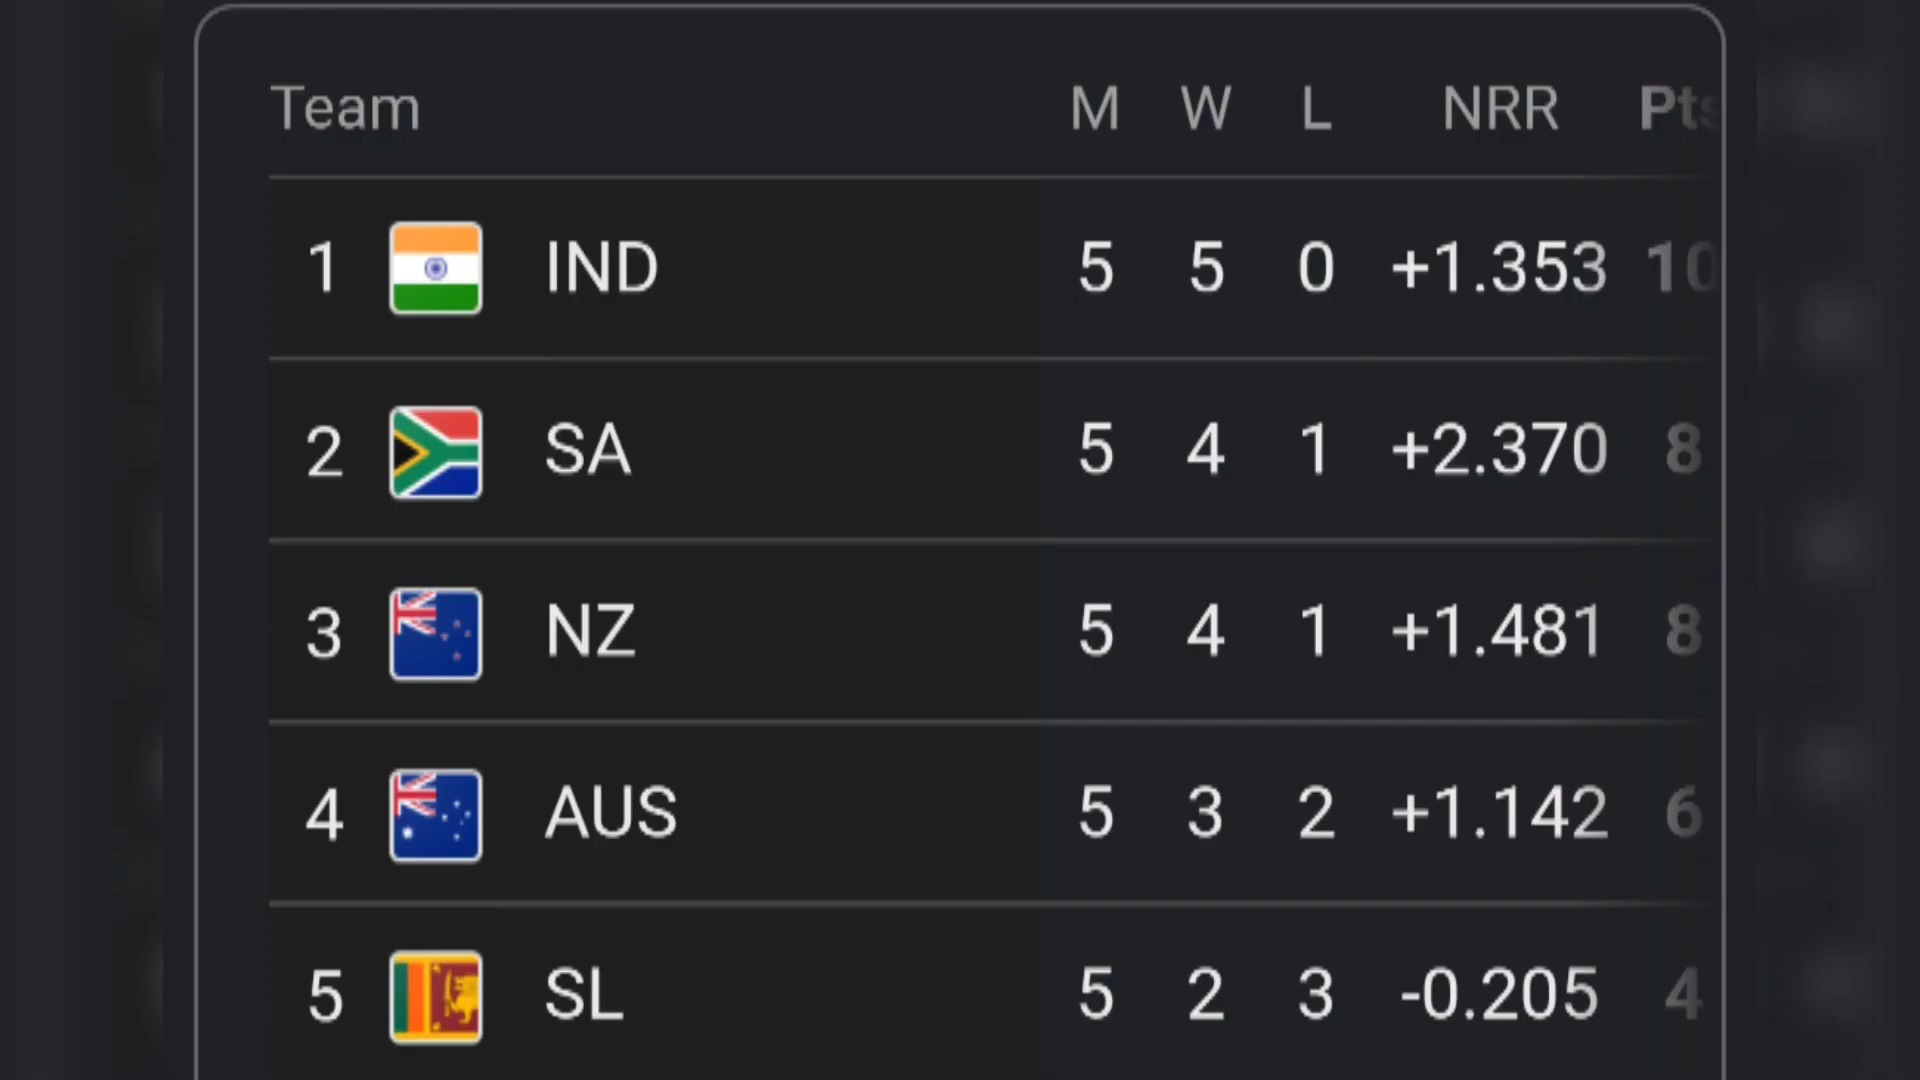 Team M W L NRR Pts
1 IND 5 5 0 +1.353 10
2 SA 5 4 1 +2.370 8
3 NZ 5 4 1 +1.481 8
4 AUS 5 3 2 +1.142 6
5 SL 5 2 3 -0.205 4